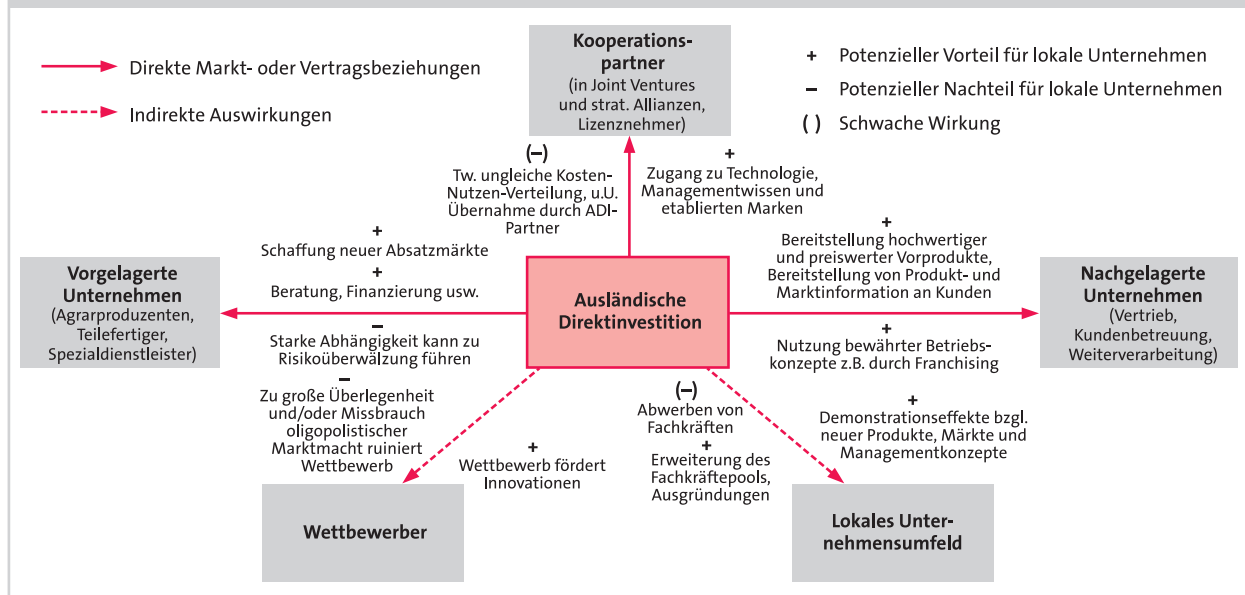 Direkte Markt- oder Vertragsbeziehungen
Indirekte Auswirkungen
Kooperations-
partner
(in Joint Ventures
und strat. Allianzen,
Lizenznehmer)
+ Potenzieller Vorteil für lokale Unternehmen
– Potenzieller Nachteil für lokale Unternehmen
( ) Schwache Wirkung
(–)
Tw. ungleiche Kosten-
Nutzen-Verteilung, u.U.
Übernahme durch ADI-
Partner
+
Zugang zu Technologie,
Managementwissen und
etablierten Marken
+
Schaffung neuer Absatzmärkte
+
Beratung, Finanzierung usw.
+
Bereitstellung hochwertiger
und preiswerter Vorprodukte,
Bereitstellung von Produkt- und
Marktinformation an Kunden
Vorgelagerte
Unternehmen
(Agrarproduzenten,
Teilefertiger,
Spezialdienstleister)
Ausländische
Direktinvestition
Nachgelagerte
Unternehmen
(Vertrieb,
Kundenbetreuung,
Weiterverarbeitung)
–
Starke Abhängigkeit kann zu
Risikoüberwälzung führen
+
Nutzung bewährter Betriebs-
konzepte z.B. durch Franchising
–
Zu große Überlegenheit
und/oder Missbrauch
oligopolistischer
Marktmacht ruiniert
Wettbewerb
+
Wettbewerb fördert
Innovationen
(–)
Abwerben von
Fachkräften
+
Erweiterung des
Fachkräftepools,
Ausgründungen
+
Demonstrationseffekte bzgl.
neuer Produkte, Märkte und
Managementkonzepte
Wettbewerber
Lokales Unter-
nehmensumfeld